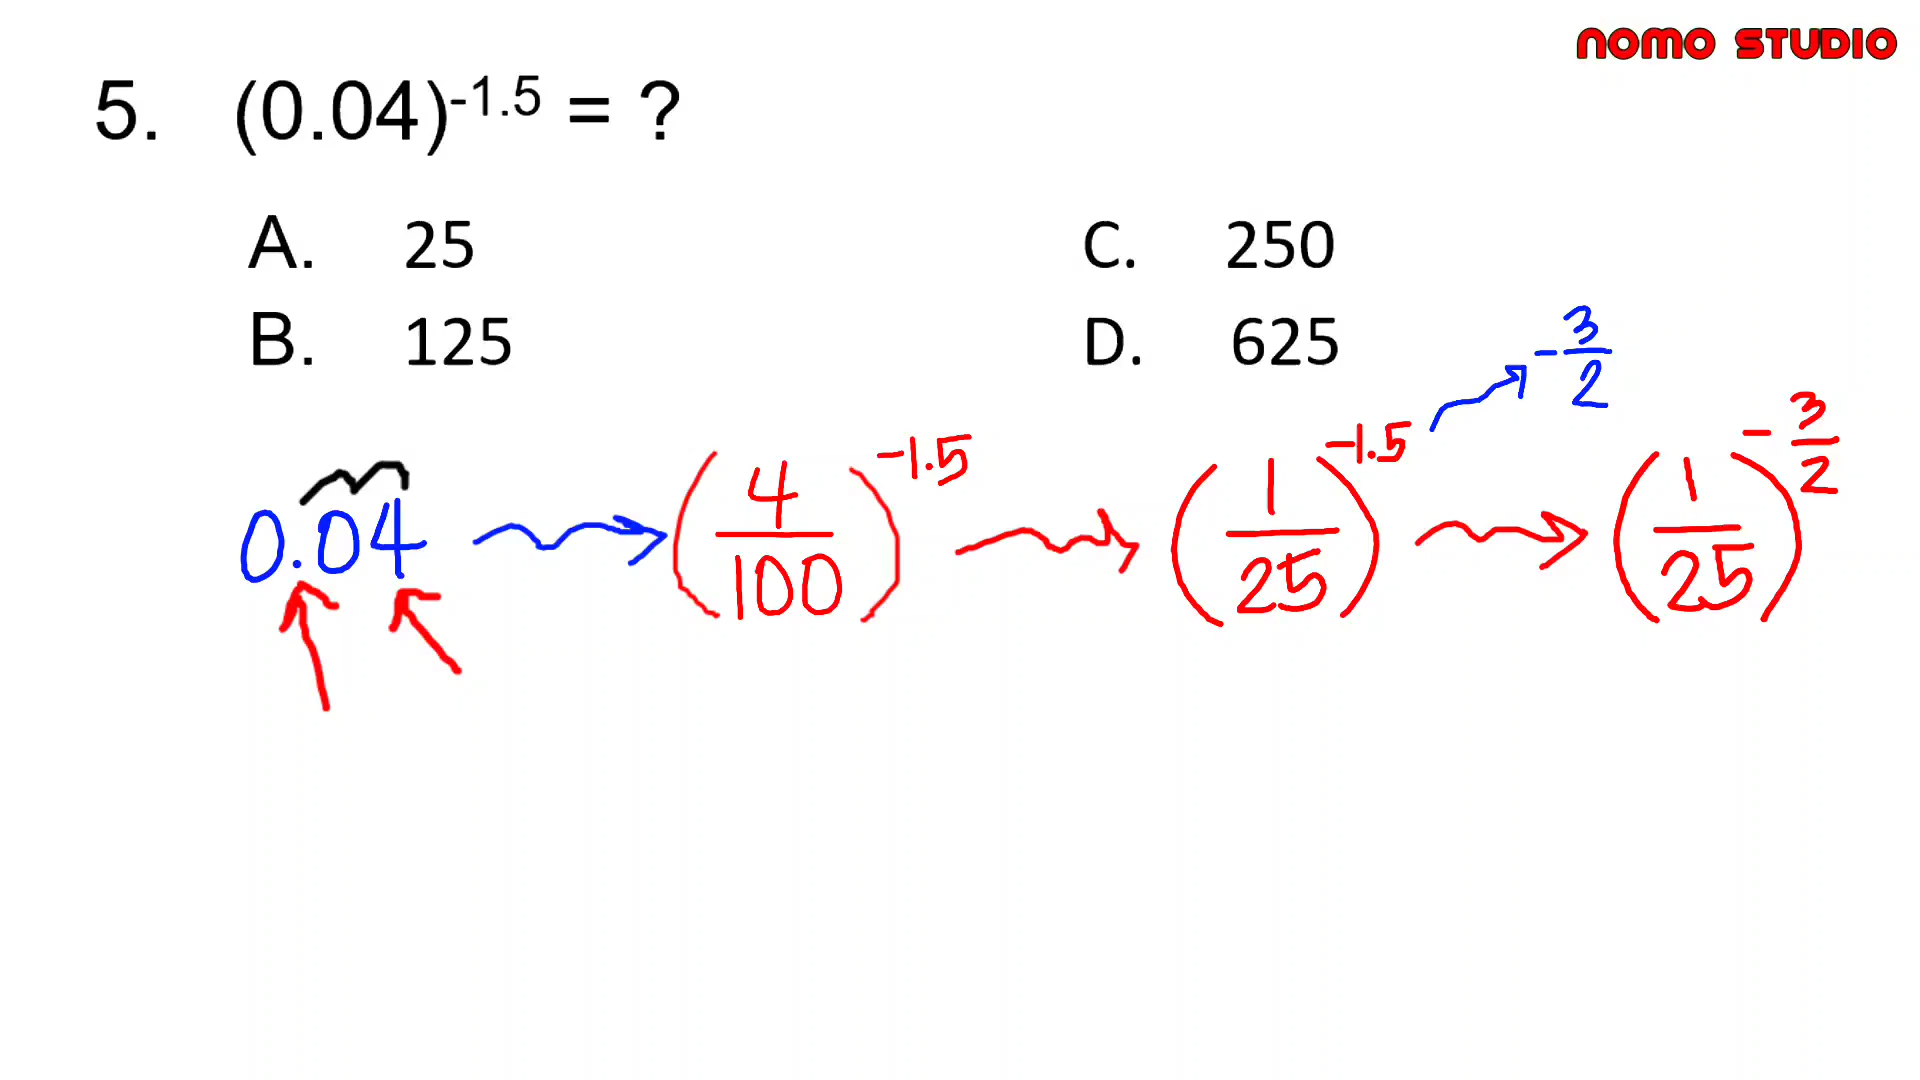 NOMO STUDIO
5. (0.04)^-1.5 = ?
A. 25 C. 250
B. 125 D. 625
-3/2
0.04 → (4/100)^-1.5 → (1/25)^-1.5 → (1/25)^-3/2